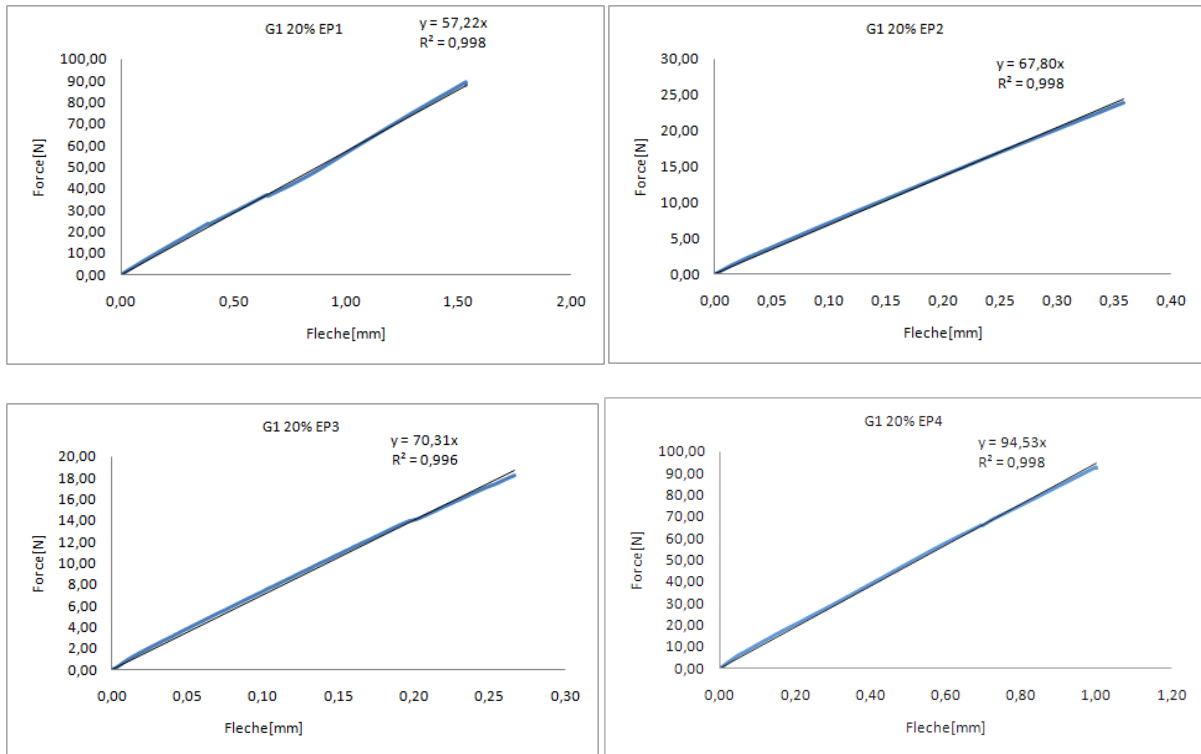 G1 20% EP1
y = 57,22x
R² = 0,998
100,00
90,00
80,00
70,00
60,00
50,00
40,00
30,00
20,00
10,00
0,00
Force[N]
0,00 0,50 1,00 1,50 2,00
Fleche[mm]
G1 20% EP2
y = 67,80x
R² = 0,998
30,00
25,00
20,00
15,00
10,00
5,00
0,00
Force[N]
0,00 0,05 0,10 0,15 0,20 0,25 0,30 0,35 0,40
Fleche[mm]
G1 20% EP3
y = 70,31x
R² = 0,996
20,00
18,00
16,00
14,00
12,00
10,00
8,00
6,00
4,00
2,00
0,00
Force[N]
0,00 0,05 0,10 0,15 0,20 0,25 0,30
Fleche[mm]
G1 20% EP4
y = 94,53x
R² = 0,998
100,00
90,00
80,00
70,00
60,00
50,00
40,00
30,00
20,00
10,00
0,00
Force[N]
0,00 0,20 0,40 0,60 0,80 1,00 1,20
Fleche[mm]